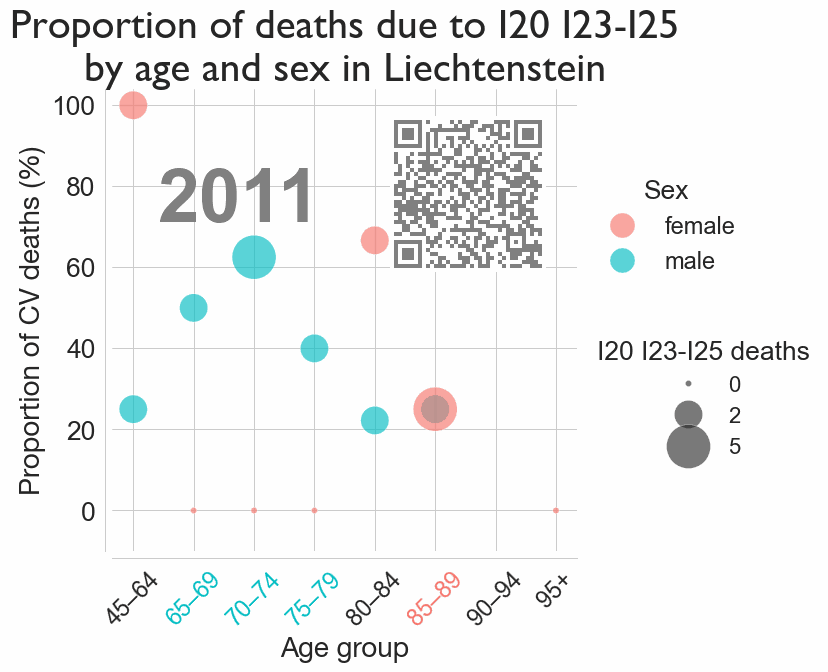 Proportion of deaths due to I20 I23-I25
by age and sex in Liechtenstein
Proportion of CV deaths (%)
100
80
60
40
20
0
2011
45–64
65–69
70–74
75–79
80–84
85–89
90–94
95+
Age group
Sex
female
male
I20 I23-I25 deaths
0
2
5